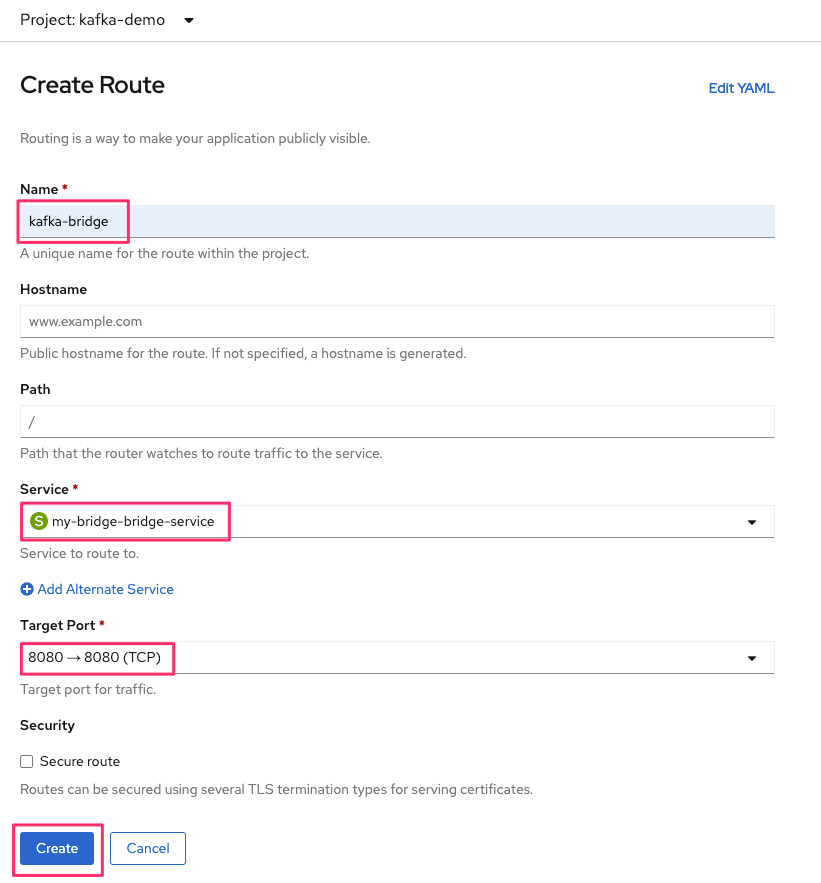 Project: kafka-demo
Create Route
Edit YAML
Routing is a way to make your application publicly visible.
Name *
kafka-bridge
A unique name for the route within the project.
Hostname
www.example.com
Public hostname for the route. If not specified, a hostname is generated.
Path
/
Path that the router watches to route traffic to the service.
Service *
S my-bridge-bridge-service
Service to route to.
Add Alternate Service
Target Port *
8080 → 8080 (TCP)
Target port for traffic.
Security
Secure route
Routes can be secured using several TLS termination types for serving certificates.
Create Cancel